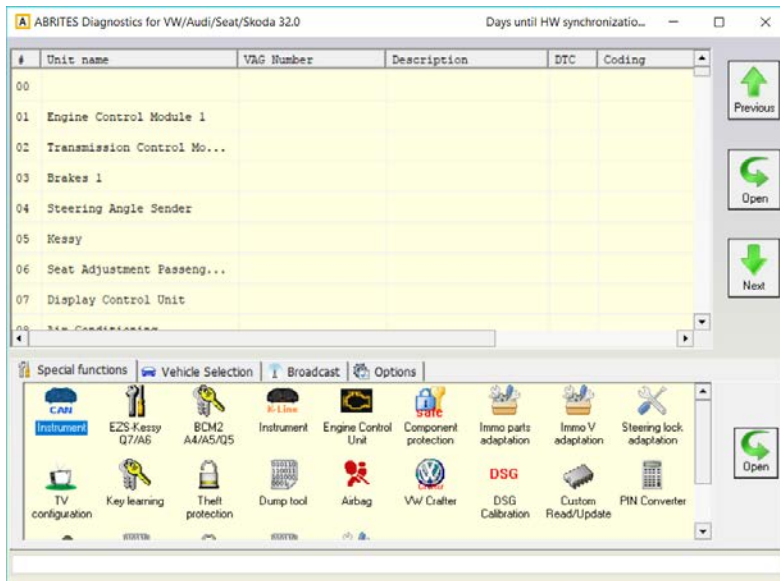 A ABRITES Diagnostics for VW/Audi/Seat/Skoda 32.0 Days until HW synchronizatio...
# Unit name VAG Number Description DTC Coding
00
01 Engine Control Module 1
02 Transmission Control Mo...
03 Brakes 1
04 Steering Angle Sender
05 Kessy
06 Seat Adjustment Passeng...
07 Display Control Unit
Air Conditioning
Previous
Open
Next
Special functions Vehicle Selection Broadcast Options
CAN K-Line safe
Instrument EZS-Kessy BCM2 Instrument Engine Control Component Immo parts Immo V Steering lock
Q7/A6 A4/A5/Q5 Unit protection adaptation adaptation adaptation
DSG
TV Key learning Theft Dump tool Airbag VW Crafter DSG Custom PIN Converter
configuration protection Calibration Read/Update
Open